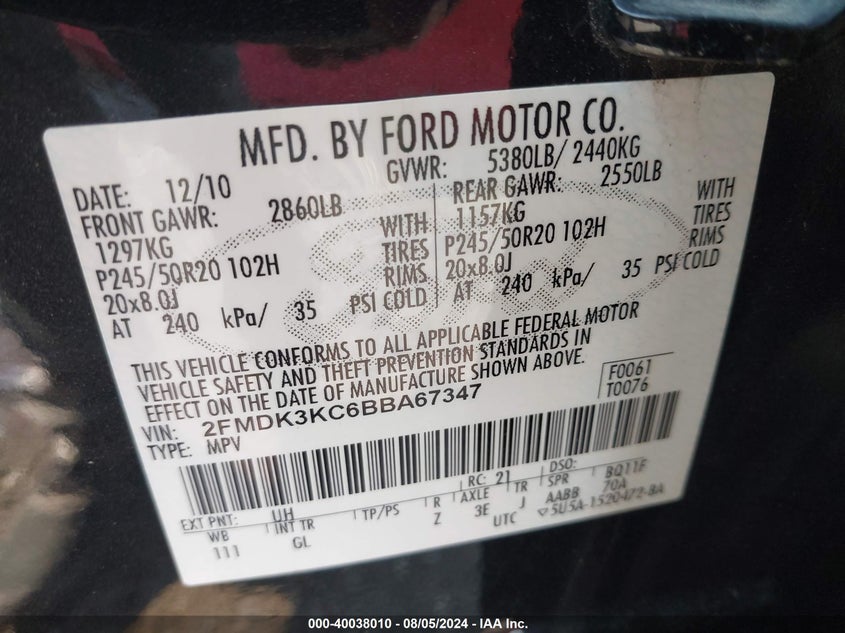 MFD. BY FORD MOTOR CO.
DATE: 12/10 GVWR: 5380LB/ 2440KG
FRONT GAWR: 2860LB REAR GAWR: 2550LB
1297KG WITH 1157KG WITH
P245/50R20 102H TIRES P245/50R20 102H TIRES
20x8.0J RIMS 20x8.0J RIMS
AT 240 kPa/ 35 PSI COLD AT 240 kPa/ 35 PSI COLD
THIS VEHICLE CONFORMS TO ALL APPLICABLE FEDERAL MOTOR
VEHICLE SAFETY AND THEFT PREVENTION STANDARDS IN
EFFECT ON THE DATE OF MANUFACTURE SHOWN ABOVE.
VIN: 2FMDK3KC6BBA67347 F0061
TYPE: MPV T0076
EXT PNT: UH RC: 21 DSO:
WB INT TR TP/PS R AXLE TR SPR BQ11F
111 GL Z 3E J AABB 70A
UTC ▽5U5A-1520472-BA
000-40038010 - 08/05/2024 - IAA Inc.